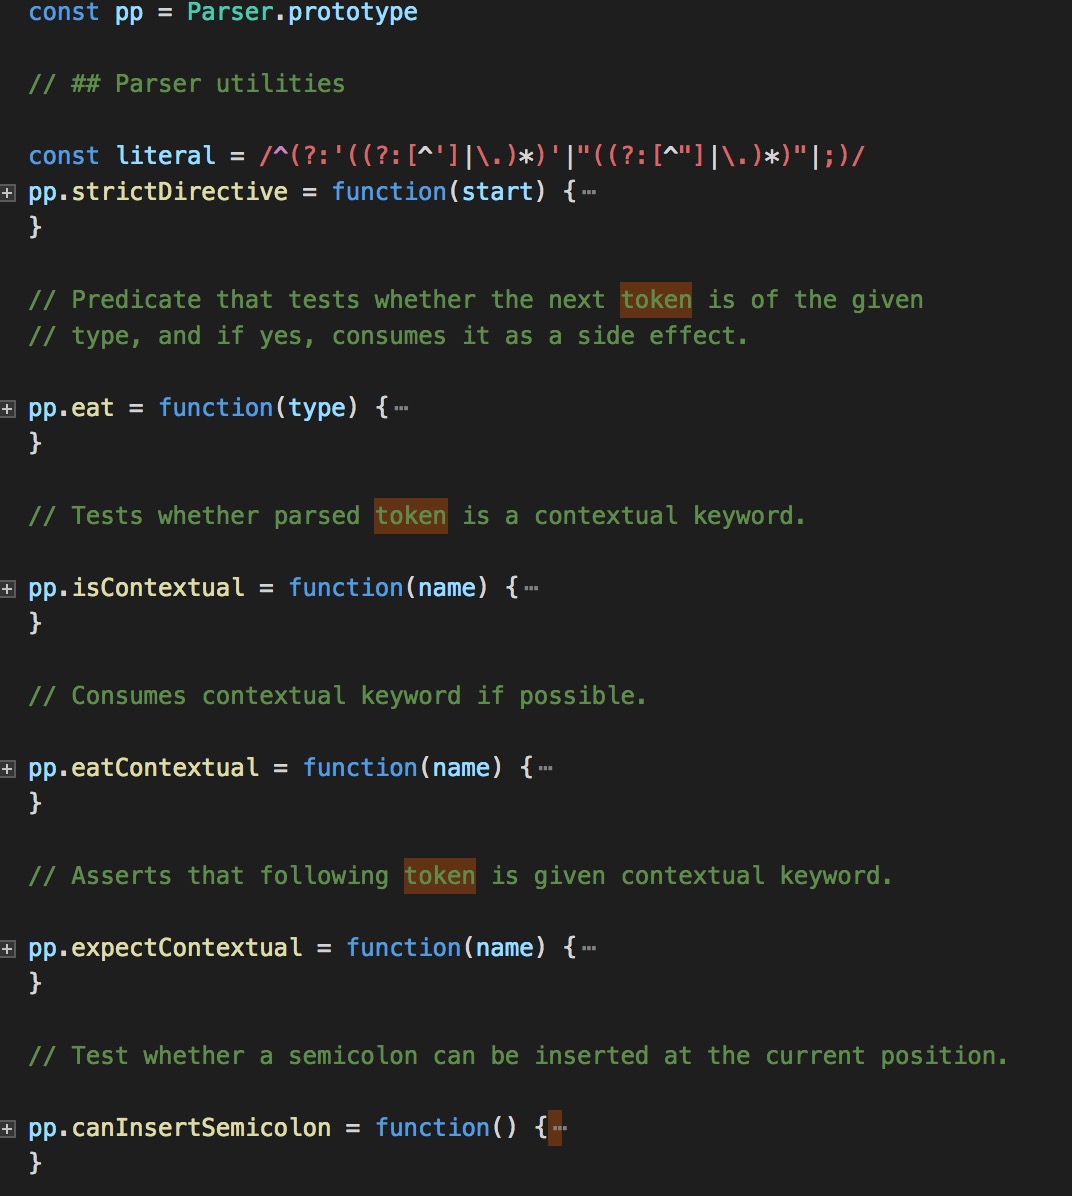 const pp = Parser.prototype
// ## Parser utilities
const literal = /^(?:'((?:[^']|\.)*)'|"((?:[^"]|\.)*)"|;)/
pp.strictDirective = function(start) {…
}
// Predicate that tests whether the next token is of the given
// type, and if yes, consumes it as a side effect.
pp.eat = function(type) {…
}
// Tests whether parsed token is a contextual keyword.
pp.isContextual = function(name) {…
}
// Consumes contextual keyword if possible.
pp.eatContextual = function(name) {…
}
// Asserts that following token is given contextual keyword.
pp.expectContextual = function(name) {…
}
// Test whether a semicolon can be inserted at the current position.
pp.canInsertSemicolon = function() {…
}